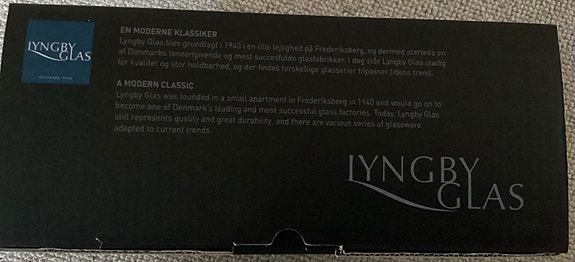 LYNGBY
GLAS
DENMARK 1940
EN MODERNE KLASSIKER
Lyngby Glas blev grundlagt i 1940 i en lille lejlighed på Frederiksberg, og dermed startede en
af Danmarks toneangivende og mest succesfulde glasfabrikker. I dag står Lyngby Glas stadig
for kvalitet og stor holdbarhed, og der findes forskellige glasserier tilpasset tidens trend.
A MODERN CLASSIC
Lyngby Glas was founded in a small apartment in Frederiksberg in 1940 and would go on to
become one of Denmark's leading and most successful glass factories. Today, Lyngby Glas
still represents quality and great durability, and there are various series of glassware
adapted to current trends.
LYNGBY
GLAS